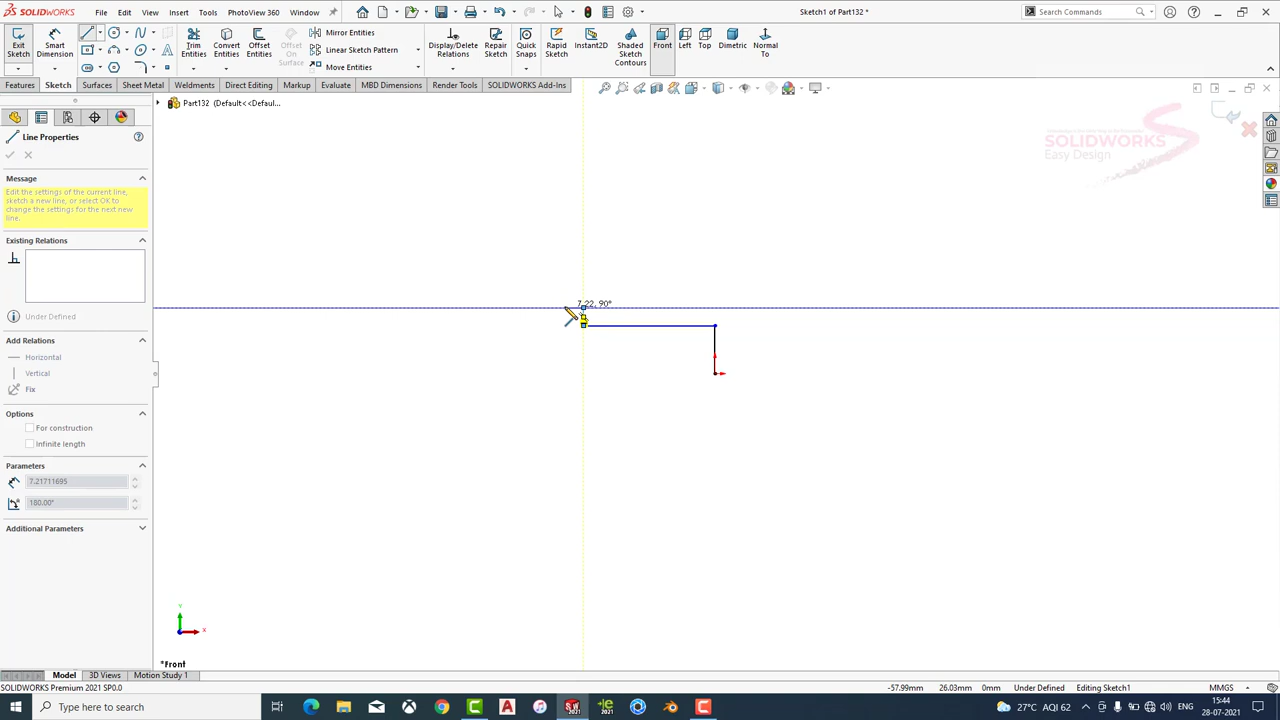 SOLIDWORKS File Edit View Insert Tools PhotoView 360 Window Sketch1 of Part132 * Search Commands
Exit Sketch Smart Dimension Trim Entities Convert Entities Offset Entities Offset On Surface Mirror Entities Linear Sketch Pattern Move Entities Display/Delete Relations Repair Sketch Quick Snaps Rapid Sketch Instant2D Shaded Sketch Contours Front Left Top Dimetric Normal To
Features Sketch Surfaces Sheet Metal Weldments Direct Editing Markup Evaluate MBD Dimensions Render Tools SOLIDWORKS Add-Ins
Part132 (Default<<Defaul...
Line Properties
SOLIDWORKS
Easy Design
Message
Edit the settings of the current line,
sketch a new line, or select OK to
change the settings for the next new
line.
Existing Relations
7.22, 90°
Under Defined
Add Relations
Horizontal
Vertical
Fix
Options
For construction
Infinite length
Parameters
7.21711695
180.00°
Additional Parameters
Y
X
*Front
Model 3D Views Motion Study 1
SOLIDWORKS Premium 2021 SP0.0 -57.99mm 26.03mm 0mm Under Defined Editing Sketch1 MMGS
Type here to search 27°C AQI 62 ENG 15:44
28-07-2021